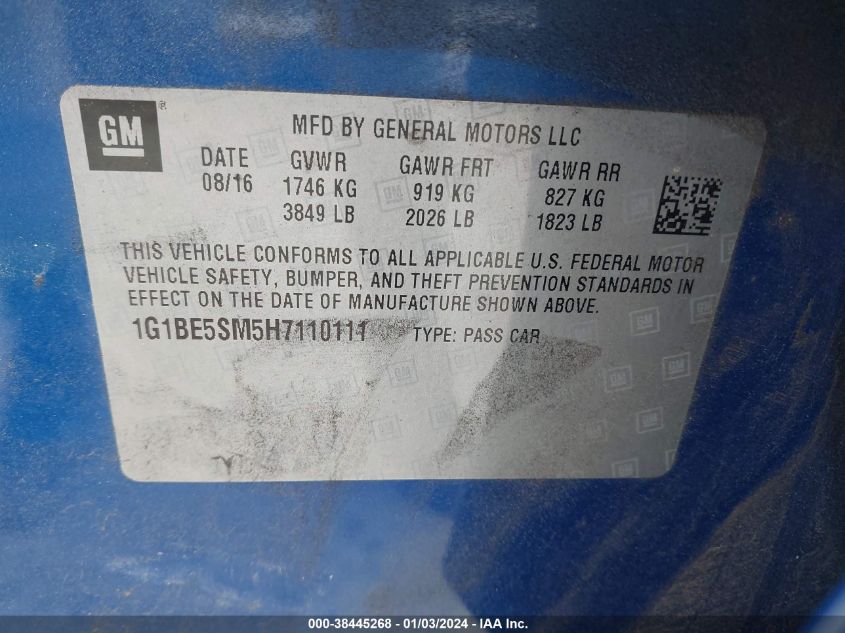 GM ®
MFD BY GENERAL MOTORS LLC
DATE GVWR GAWR FRT GAWR RR
08/16 1746 KG 919 KG 827 KG
3849 LB 2026 LB 1823 LB
THIS VEHICLE CONFORMS TO ALL APPLICABLE U.S. FEDERAL MOTOR
VEHICLE SAFETY, BUMPER, AND THEFT PREVENTION STANDARDS IN
EFFECT ON THE DATE OF MANUFACTURE SHOWN ABOVE.
1G1BE5SM5H7110111 TYPE: PASS CAR
000-38445268 - 01/03/2024 - IAA Inc.